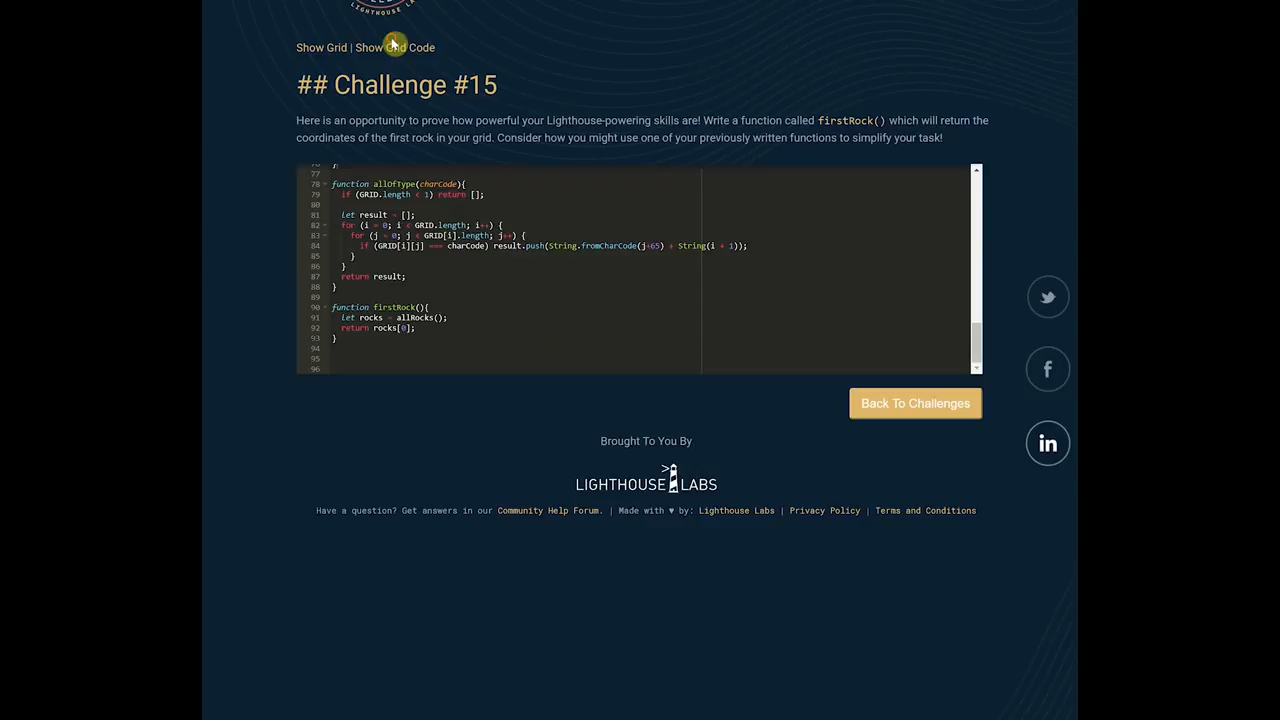 LIGHTHOUSE LA
Show Grid | Show Grid Code
## Challenge #15
Here is an opportunity to prove how powerful your Lighthouse-powering skills are! Write a function called firstRock() which will return the
coordinates of the first rock in your grid. Consider how you might use one of your previously written functions to simplify your task!
76 }
77
78 function allOfType(charCode){
79 if (GRID.length < 1) return [];
80
81 let result = [];
82 for (i = 0; i < GRID.length; i++) {
83 for (j = 0; j < GRID[i].length; j++) {
84 if (GRID[i][j] === charCode) result.push(String.fromCharCode(j+65) + String(i + 1));
85 }
86 }
87 return result;
88 }
89
90 function firstRock(){
91 let rocks = allRocks();
92 return rocks[0];
93 }
94
95
96
Back To Challenges
Brought To You By
LIGHTHOUSE LABS
Have a question? Get answers in our Community Help Forum. | Made with ♥ by: Lighthouse Labs | Privacy Policy | Terms and Conditions